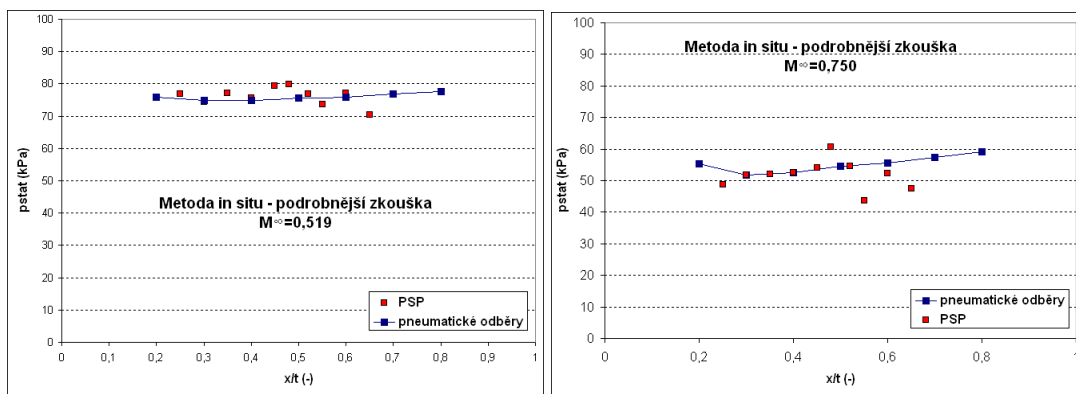 100
90
80
70
60
50
40
30
20
10
0
pstat (kPa)
Metoda in situ - podrobnější zkouška
M∞=0,519
PSP
pneumatické odběry
0 0,1 0,2 0,3 0,4 0,5 0,6 0,7 0,8 0,9 1
x/t (-)
100
90
80
70
60
50
40
30
20
10
0
pstat (kPa)
Metoda in situ - podrobnější zkouška
M∞=0,750
pneumatické odběry
PSP
0 0,2 0,4 0,6 0,8 1
x/t (-)